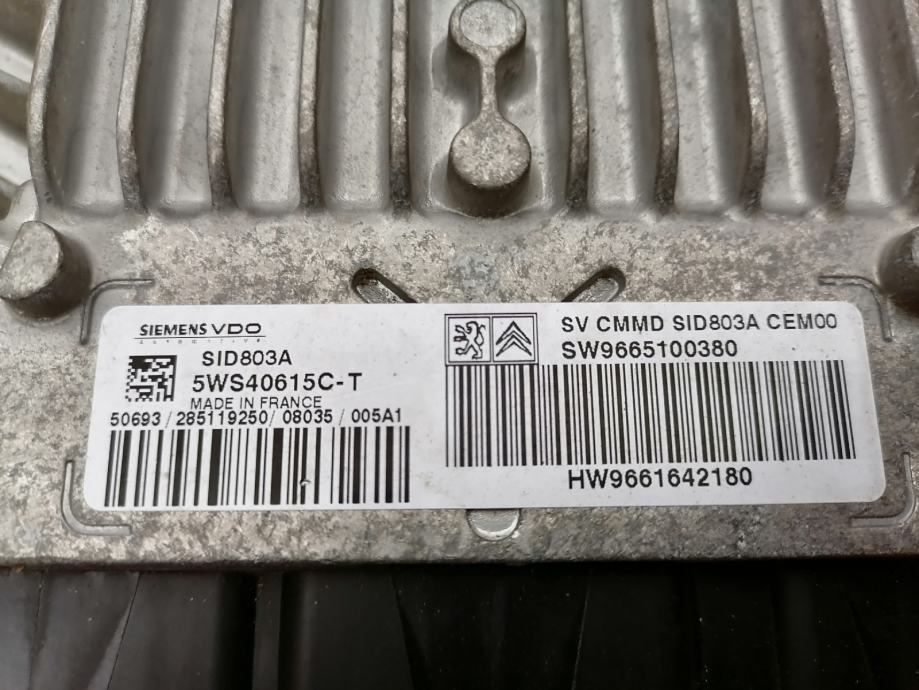 SIEMENS VDO
SID803A
5WS40615C-T
MADE IN FRANCE
50693/285119250/08035/005A1
SV CMMD SID803A CEM00
SW9665100380
HW9661642180